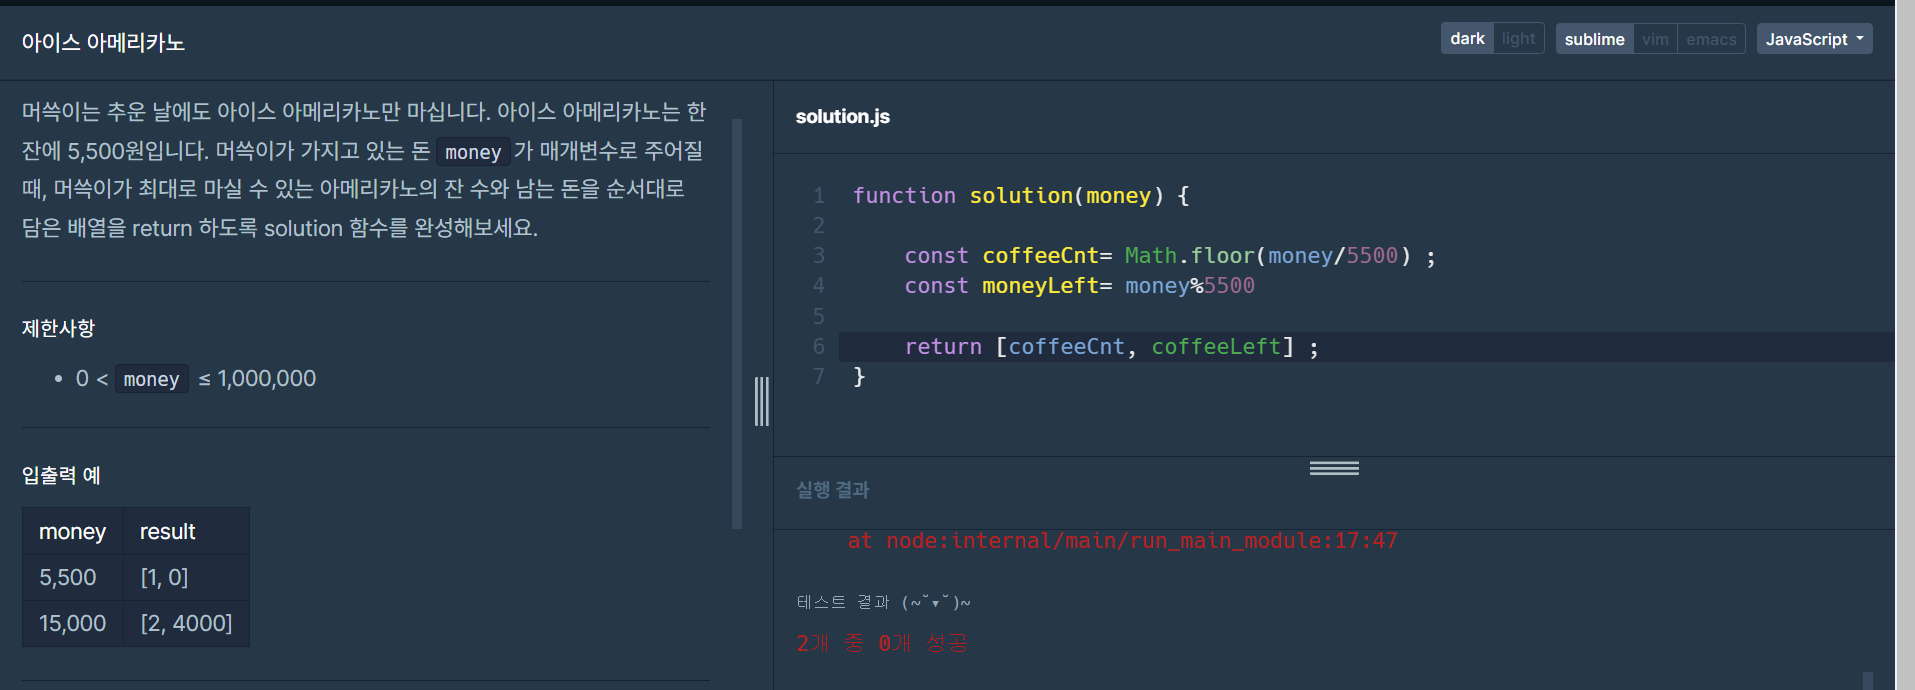 아이스 아메리카노
dark light sublime vim emacs JavaScript
머쓱이는 추운 날에도 아이스 아메리카노만 마십니다. 아이스 아메리카노는 한
잔에 5,500원입니다. 머쓱이가 가지고 있는 돈 money 가 매개변수로 주어질
때, 머쓱이가 최대로 마실 수 있는 아메리카노의 잔 수와 남는 돈을 순서대로
담은 배열을 return 하도록 solution 함수를 완성해보세요.
제한사항
• 0 < money ≤ 1,000,000
입출력 예
money result
5,500 [1, 0]
15,000 [2, 4000]
solution.js
1 function solution(money) {
2
3 const coffeeCnt= Math.floor(money/5500) ;
4 const moneyLeft= money%5500
5
6 return [coffeeCnt, coffeeLeft] ;
7 }
실행 결과
at node:internal/main/run_main_module:17:47
테스트 결과 (~˘▾˘)~
2개 중 0개 성공